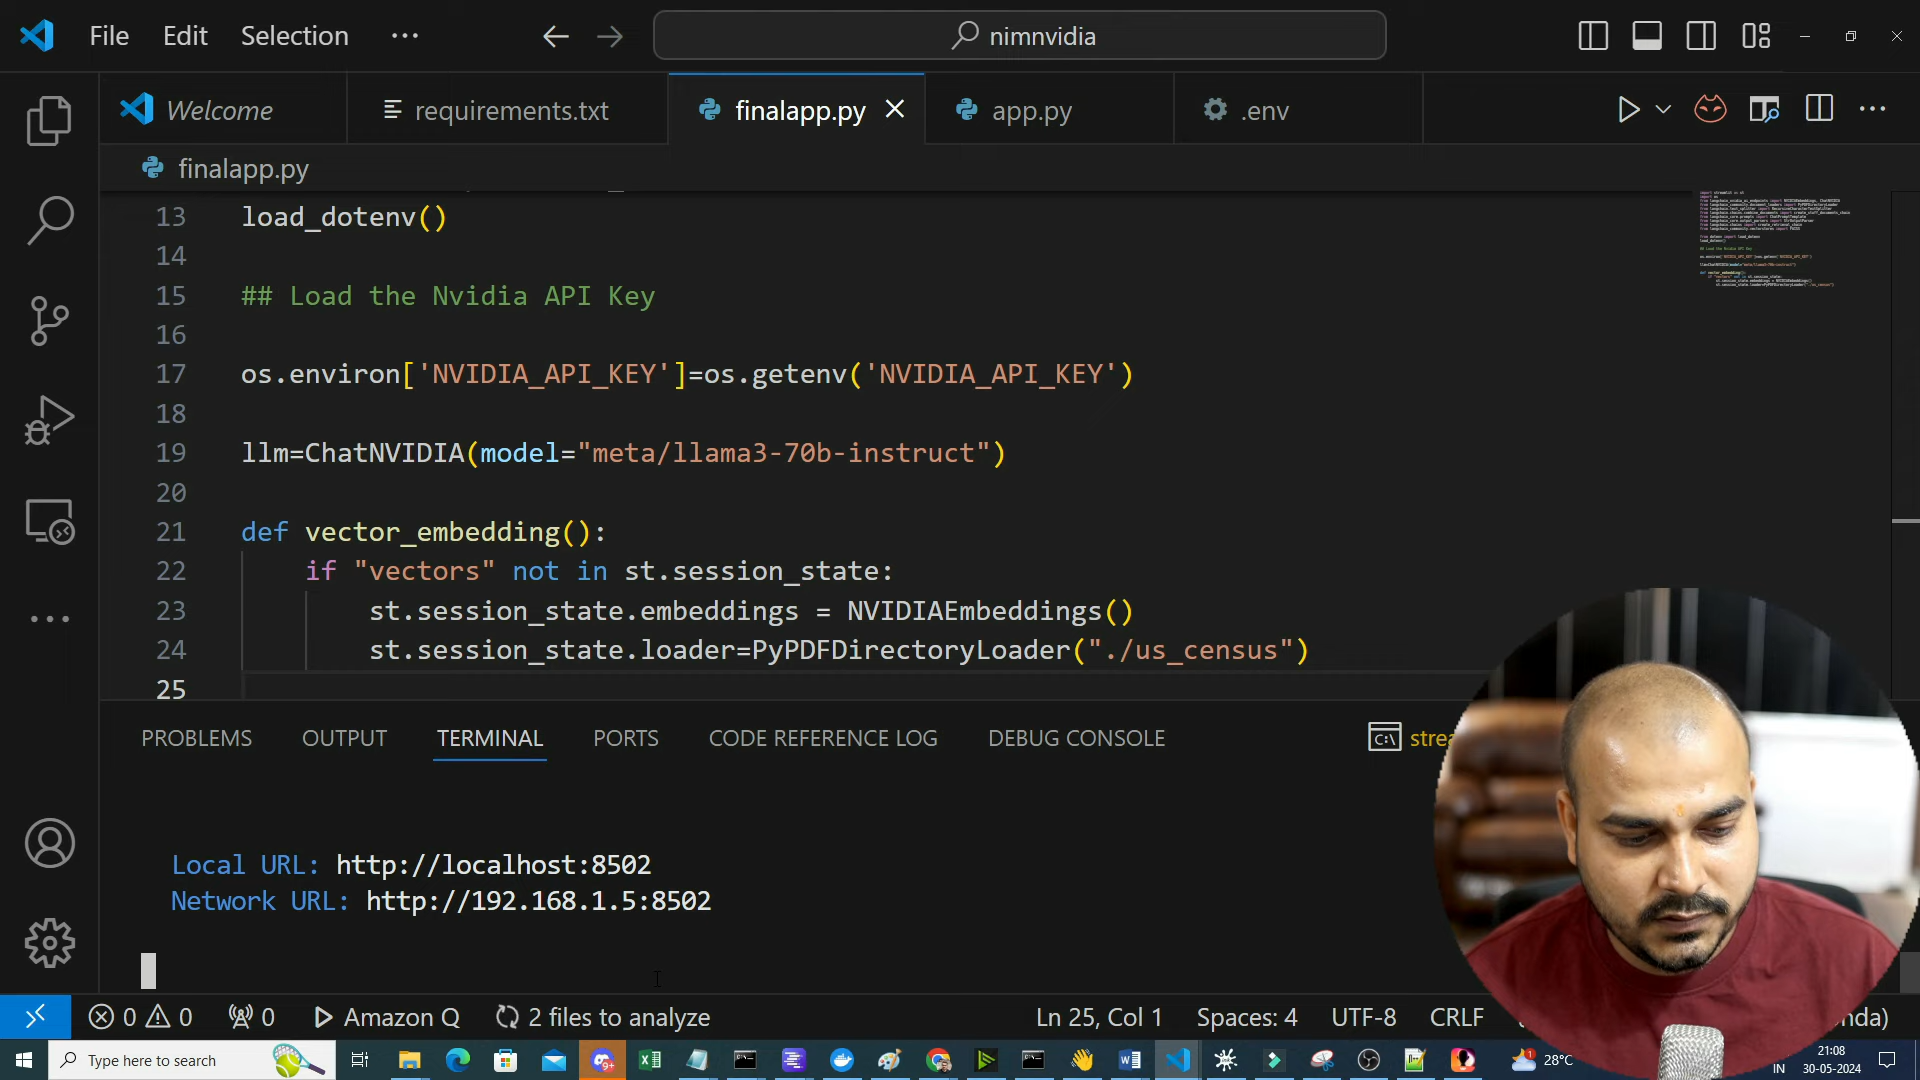 File Edit Selection ··· nimnvidia
Welcome requirements.txt finalapp.py app.py .env
finalapp.py
13 load_dotenv()
14
15 ## Load the Nvidia API Key
16
17 os.environ['NVIDIA_API_KEY']=os.getenv('NVIDIA_API_KEY')
18
19 llm=ChatNVIDIA(model="meta/llama3-70b-instruct")
20
21 def vector_embedding():
22 if "vectors" not in st.session_state:
23 st.session_state.embeddings = NVIDIAEmbeddings()
24 st.session_state.loader=PyPDFDirectoryLoader("./us_census")
25
PROBLEMS OUTPUT TERMINAL PORTS CODE REFERENCE LOG DEBUG CONSOLE
Local URL: http://localhost:8502
Network URL: http://192.168.1.5:8502
0 0 0 Amazon Q 2 files to analyze Ln 25, Col 1 Spaces: 4 UTF-8 CRLF
Type here to search 28°C IN 21:08
30-05-2024